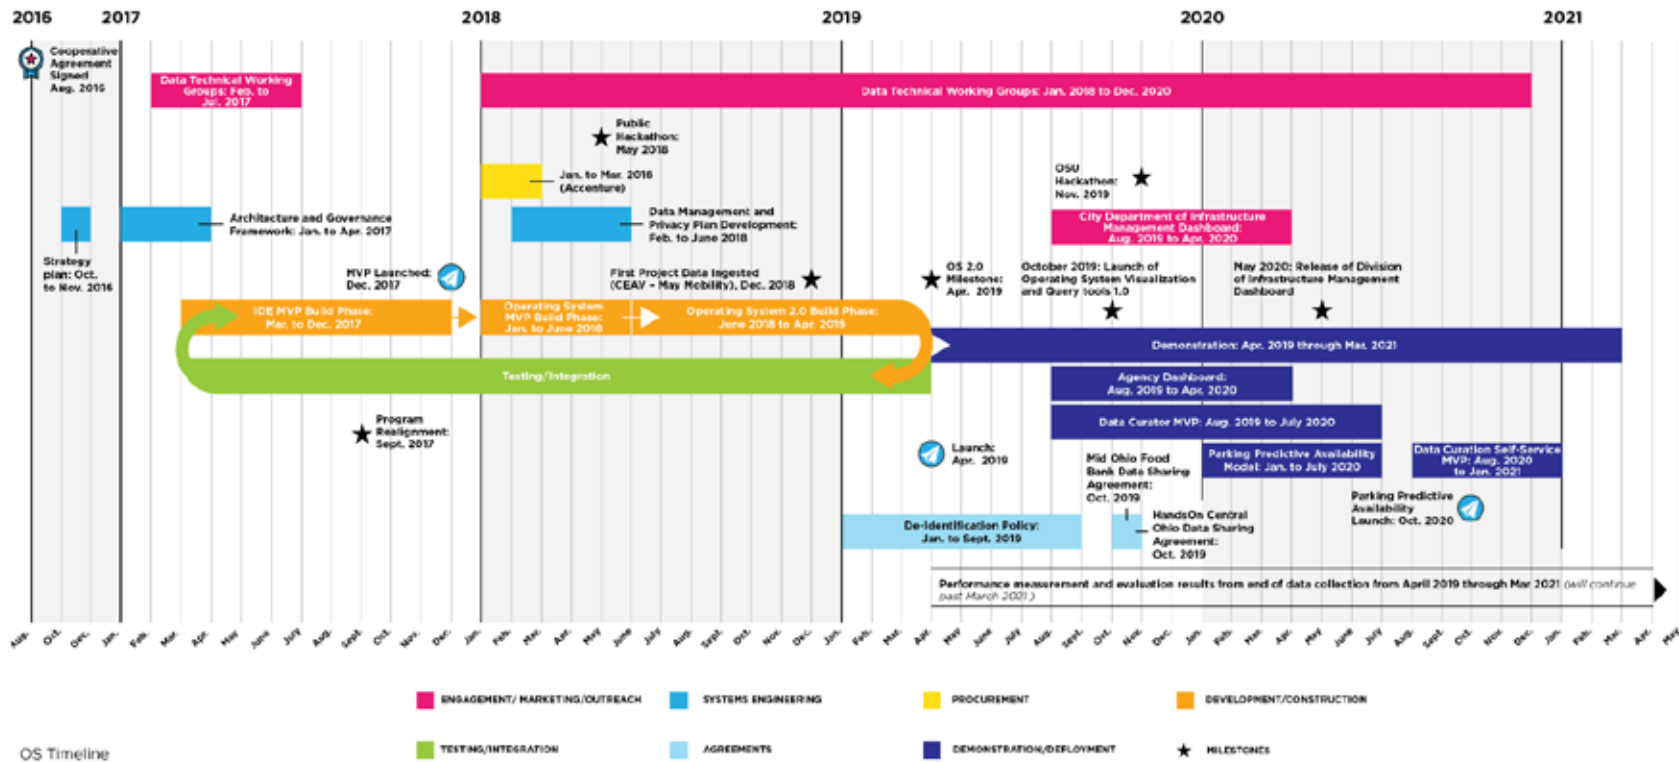 2016
2017
2018
2019
2020
2021
Cooperative
Agreement
Signed
Aug. 2016
Data Technical Working
Groups: Feb. to
Jul. 2017
Data Technical Working Groups: Jan. 2018 to Dec. 2020
Public
Hackathon:
May 2018
Jan. to Mar. 2018
(Accenture)
OSU
Hackathon:
Nov. 2019
Architecture and Governance
Framework: Jan. to Apr. 2017
Data Management and
Privacy Plan Development:
Feb. to June 2018
City Department of Infrastructure
Management Dashboard:
Aug. 2019 to Apr. 2020
Strategy
plan: Oct.
to Nov. 2016
MVP Launched:
Dec. 2017
First Project Data Ingested
(CEAV - May Mobility), Dec. 2018
OS 2.0
Milestone:
Apr. 2019
October 2019: Launch of
Operating System Visualization
and Query tools 1.0
May 2020: Release of Division
of Infrastructure Management
Dashboard
IDE MVP Build Phase:
Mar. to Dec. 2017
Operating System
MVP Build Phase:
Jan. to June 2018
Operating System 2.0 Build Phase:
June 2018 to Apr. 2019
Demonstration: Apr. 2019 through Mar. 2021
Testing/Integration
Agency Dashboard:
Aug. 2019 to Apr. 2020
Program
Realignment:
Sept. 2017
Data Curator MVP: Aug. 2019 to July 2020
Launch:
Apr. 2019
Mid Ohio Food
Bank Data Sharing
Agreement:
Oct. 2019
Parking Predictive Availability
Model: Jan. to July 2020
Data Curation Self-Service
MVP: Aug. 2020
to Jan. 2021
Parking Predictive
Availability
Launch: Oct. 2020
De-Identification Policy:
Jan. to Sept. 2019
HandsOn Central
Ohio Data Sharing
Agreement:
Oct. 2019
Performance measurement and evaluation results from end of data collection from April 2019 through Mar 2021 (will continue
past March 2021)
Aug. Oct. Dec. Jan. Feb. Mar. Apr. May June July Aug. Sept. Oct. Nov. Dec. Jan. Feb. Mar. Apr. May June July Aug. Sept. Oct. Nov. Dec. Jan. Feb. Mar. Apr. May June July Aug. Sept. Oct. Nov. Dec. Jan. Feb. Mar. Apr. May June July Aug. Sept. Oct. Nov. Dec. Jan. Feb. Mar. Apr. May
ENGAGEMENT/ MARKETING/OUTREACH
SYSTEMS ENGINEERING
PROCUREMENT
DEVELOPMENT/CONSTRUCTION
TESTING/INTEGRATION
AGREEMENTS
DEMONSTRATION/DEPLOYMENT
MILESTONES
OS Timeline